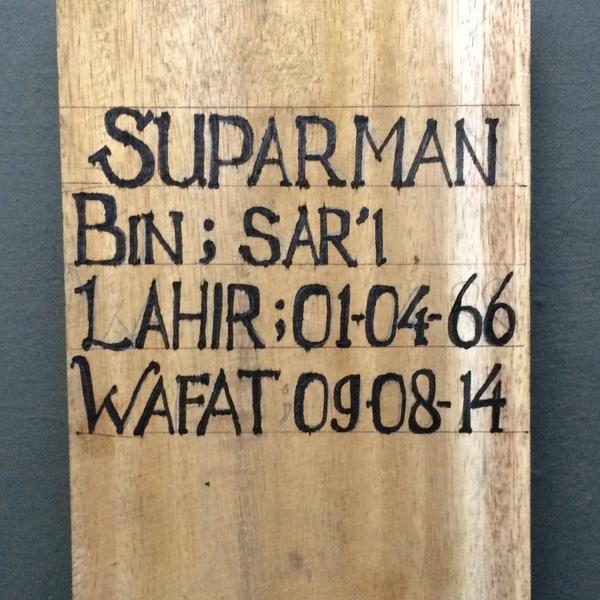 SUPARMAN
BIN ; SAR'I
LAHIR ; 01-04-66
WAFAT ; 09-08-14